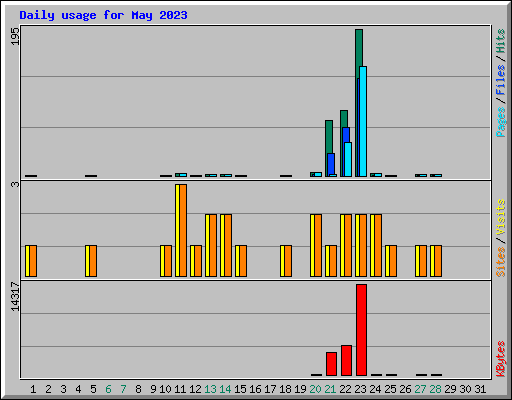 Daily usage for May 2023
195
Pages / Files / Hits
3
Sites / Visits
14317
KBytes
1 2 3 4 5 6 7 8 9 10 11 12 13 14 15 16 17 18 19 20 21 22 23 24 25 26 27 28 29 30 31